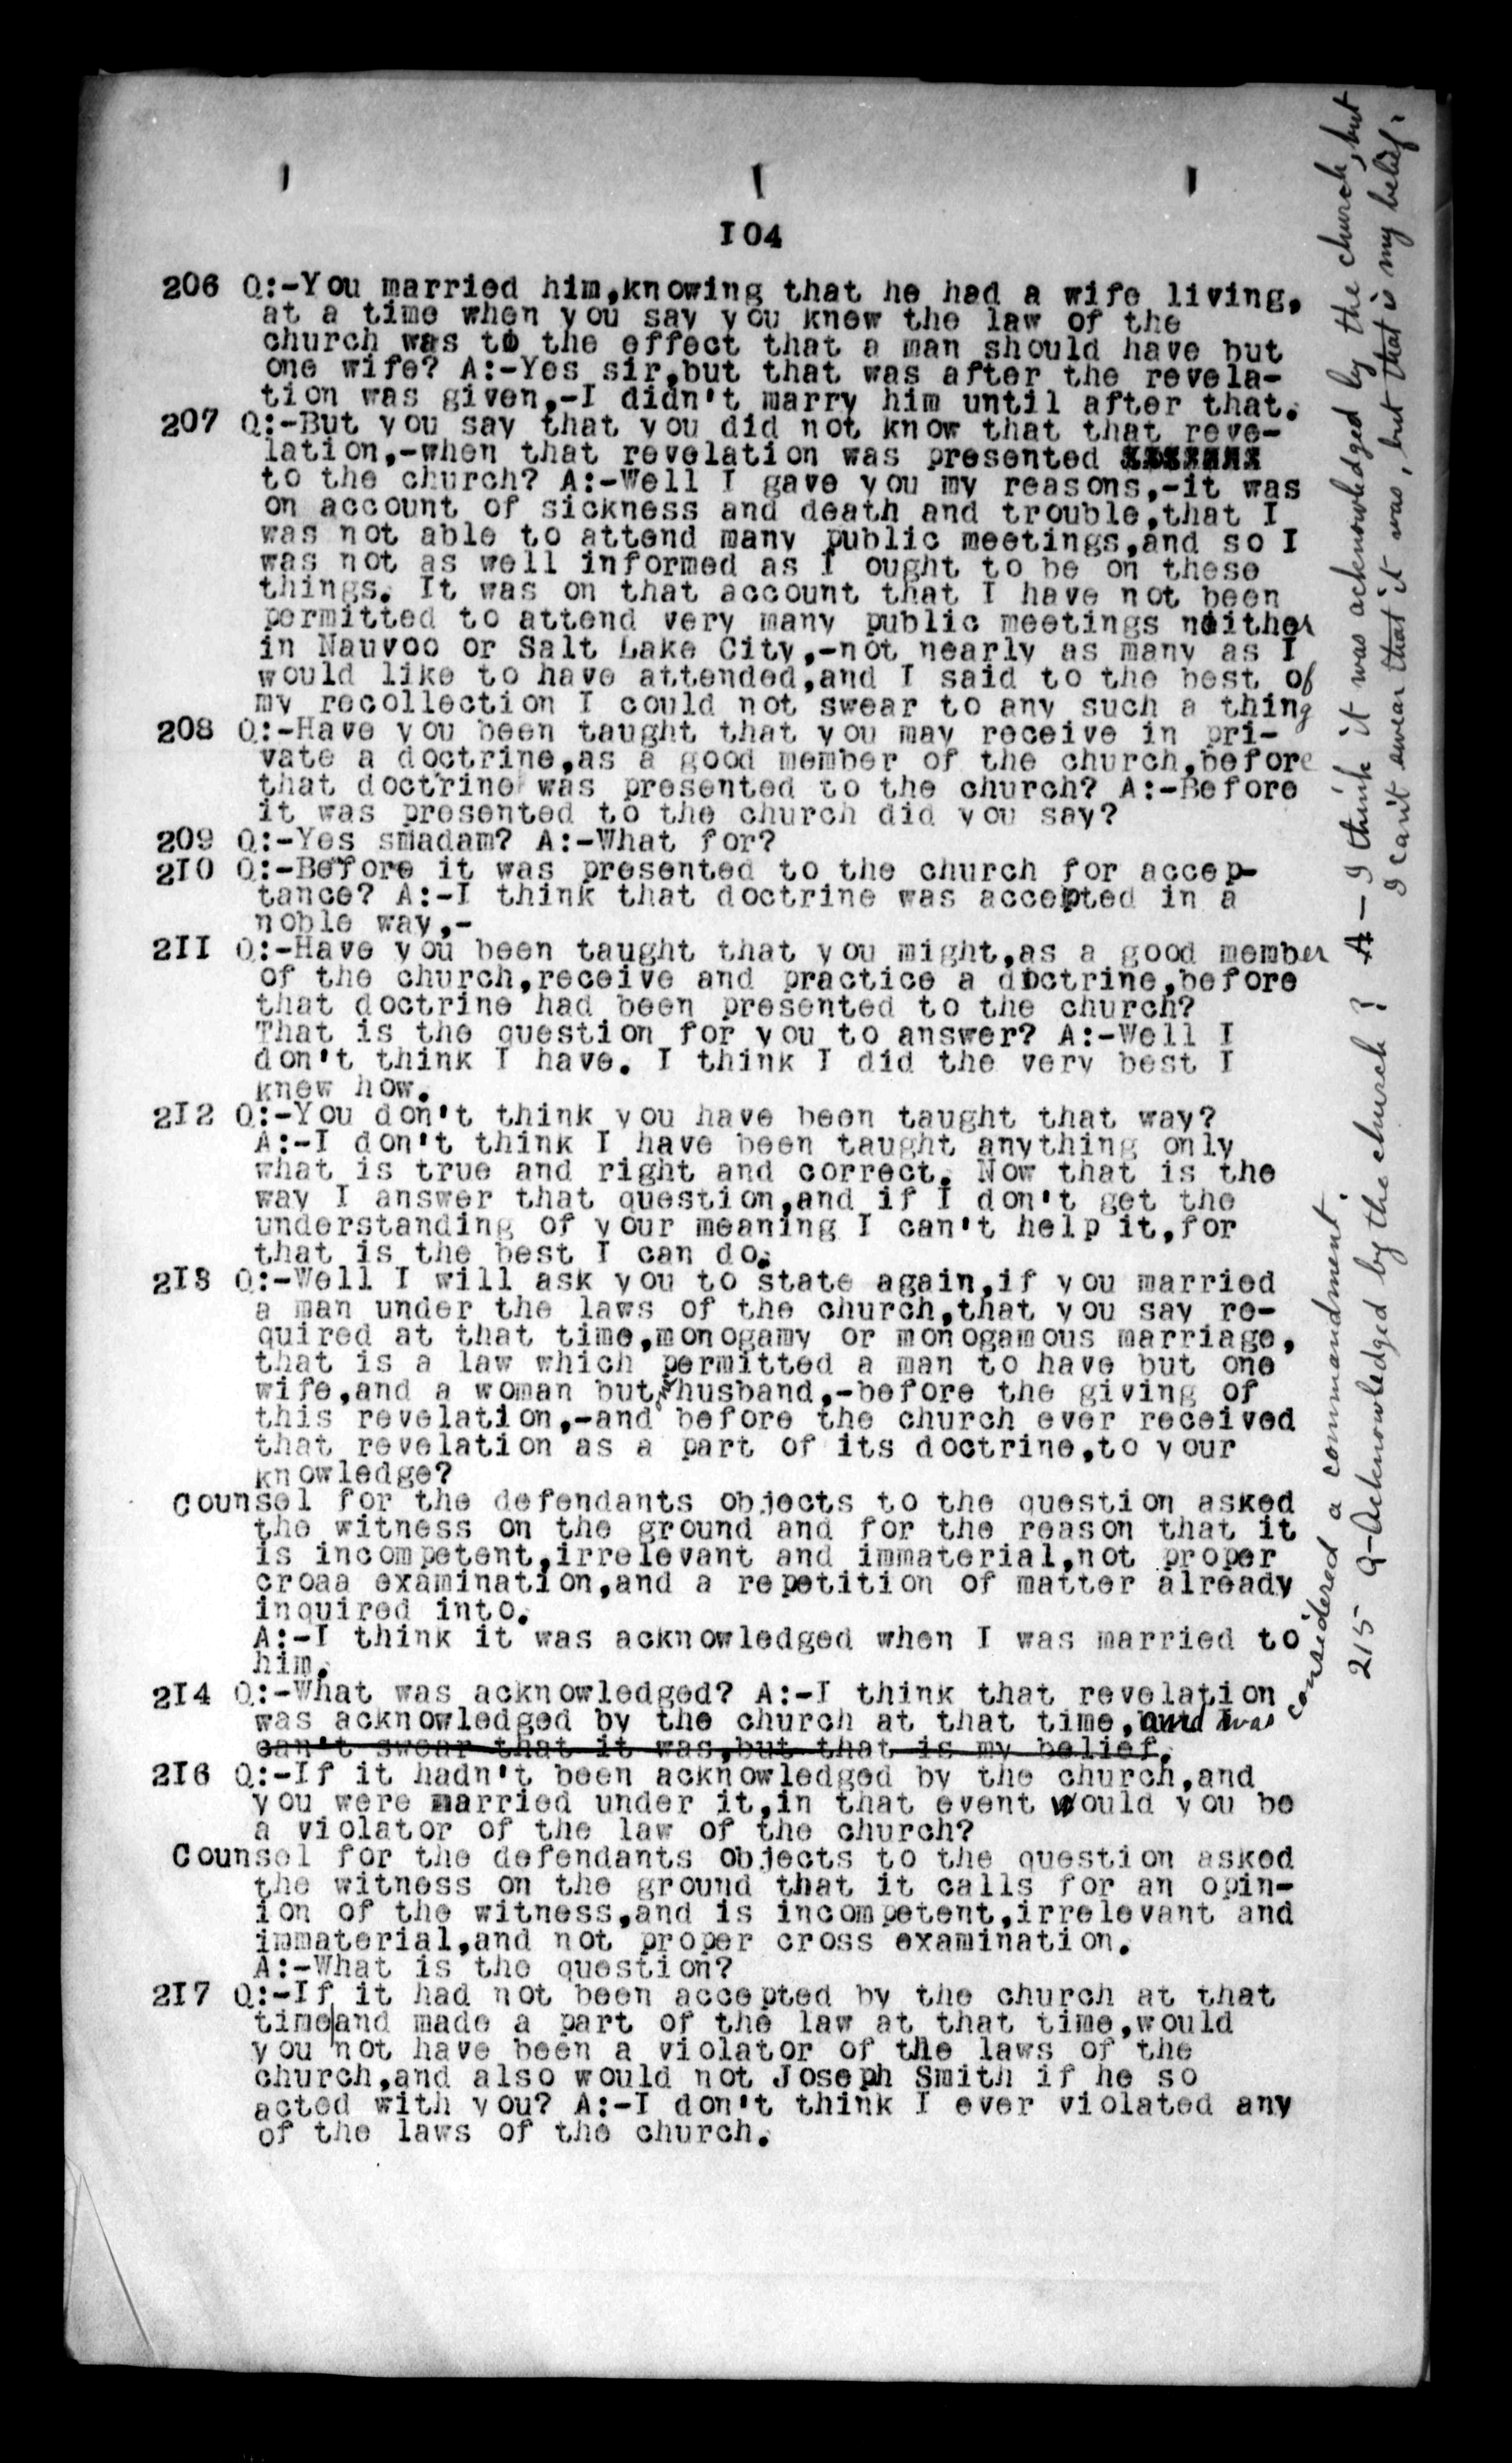 104
206 Q:-You married him,knowing that he had a wife living,
at a time when you say you knew the law of the
church was to the effect that a man should have but
one wife? A:-Yes sir,but that was after the revela-
tion was given,-I didn't marry him until after that.
207 Q:-But you say that you did not know that that reve-
lation,-when that revelation was presented
to the church? A:-Well I gave you my reasons,-it was
on account of sickness and death and trouble,that I
was not able to attend many public meetings,and so I
was not as well informed as I ought to be on these
things. It was on that account that I have not been
permitted to attend very many public meetings neither
in Nauvoo or Salt Lake City,-not nearly as many as I
would like to have attended,and I said to the best of
my recollection I could not swear to any such a thing
208 Q:-Have you been taught that you may receive in pri-
vate a doctrine,as a good member of the church,before
that doctrine was presented to the church? A:-Before
it was presented to the church did you say?
209 Q:-Yes smadam? A:-What for?
210 Q:-Before it was presented to the church for accep-
tance? A:-I think that doctrine was accepted in a
noble way,-
211 Q:-Have you been taught that you might,as a good member
of the church,receive and practice a doctrine,before
that doctrine had been presented to the church?
That is the question for you to answer? A:-Well I
don't think I have. I think I did the very best I
knew how.
212 Q:-You don't think you have been taught that way?
A:-I don't think I have been taught anything only
what is true and right and correct. Now that is the
way I answer that question,and if I don't get the
understanding of your meaning I can't help it,for
that is the best I can do.
213 Q:-Well I will ask you to state again,if you married
a man under the laws of the church,that you say re-
quired at that time,monogamy or monogamous marriage,
that is a law which permitted a man to have but one
wife,and a woman but one husband,-before the giving of
this revelation,-and before the church ever received
that revelation as a part of its doctrine,to your
knowledge?
Counsel for the defendants objects to the question asked
the witness on the ground and for the reason that it
is incompetent,irrelevant and immaterial,not proper
croaa examination,and a repetition of matter already
inquired into.
A:-I think it was acknowledged when I was married to
him.
214 Q:-What was acknowledged? A:-I think that revelation
was acknowledged by the church at that time, and was
considered a commandment.
can't swear that it was,but that is my belief.
215 Q-Acknowledged by the church? A-I think it was acknowledged by the church, but
I can't swear that it was, but that is my belief.
216 Q:-If it hadn't been acknowledged by the church,and
you were married under it,in that event would you be
a violator of the law of the church?
Counsel for the defendants objects to the question asked
the witness on the ground that it calls for an opin-
ion of the witness,and is incompetent,irrelevant and
immaterial,and not proper cross examination.
A:-What is the question?
217 Q:-If it had not been accepted by the church at that
time and made a part of the law at that time,would
you not have been a violator of the laws of the
church,and also would not Joseph Smith if he so
acted with you? A:-I don't think I ever violated any
of the laws of the church.